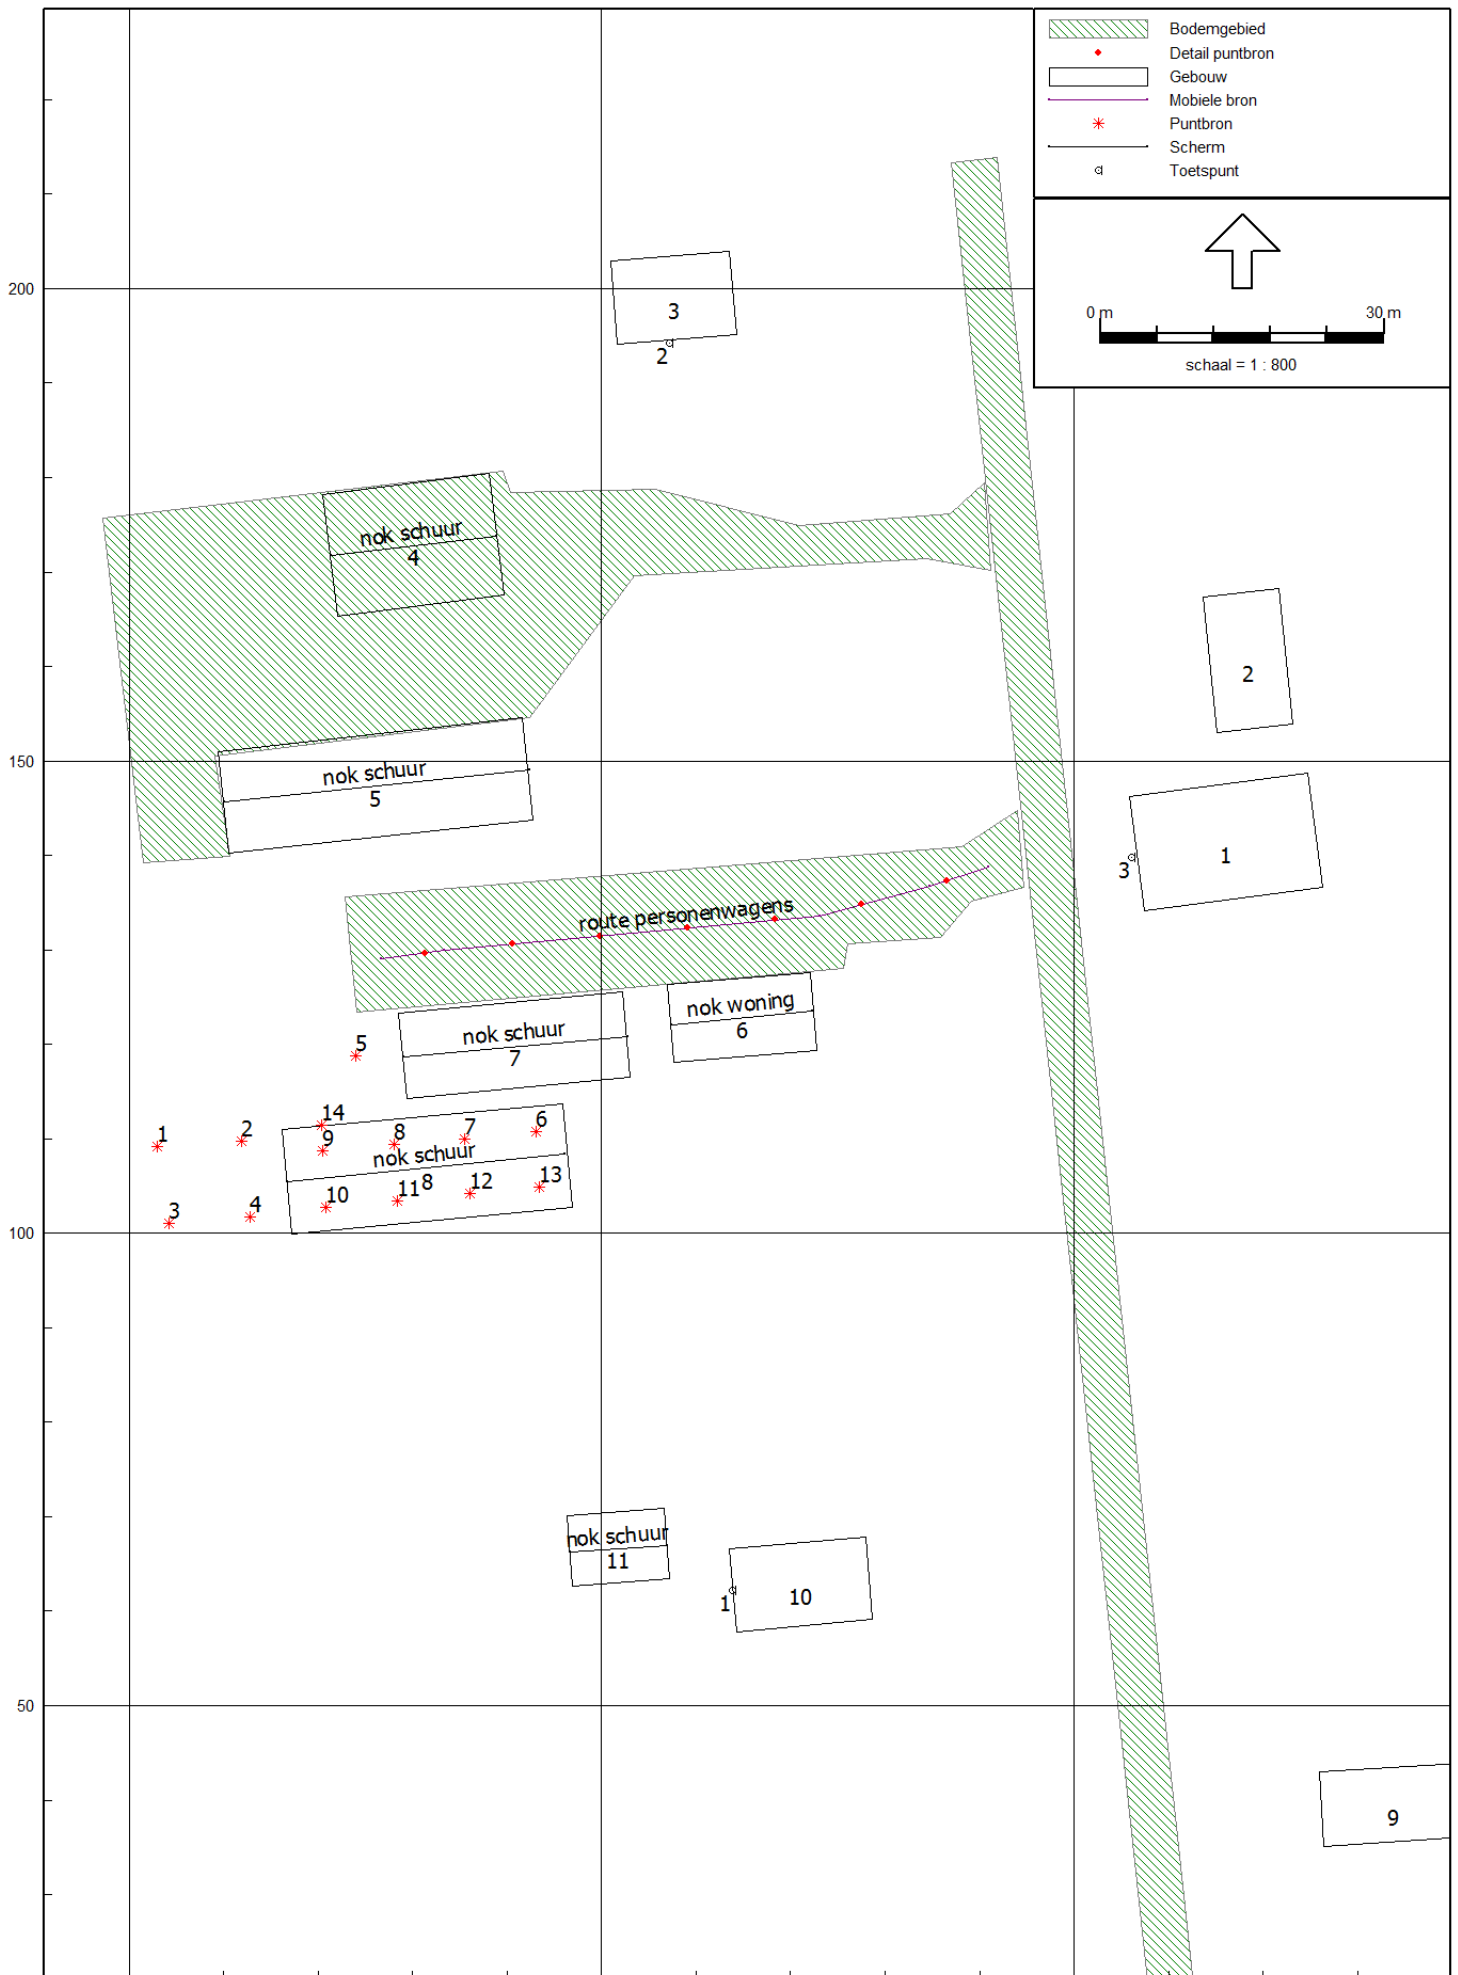 Bodemgebied
Detail puntbron
Gebouw
Mobiele bron
Puntbron
Scherm
Toetspunt
0 m 30 m
schaal = 1 : 800
200
3
2
nok schuur
4
2
150
nok schuur
5
1
3
route personenwagens
nok woning
6
nok schuur
7
5
1
2
14
9
8
7
6
nok schuur
3
4
10
11
8
12
13
100
nok schuur
11
10
1
50
9